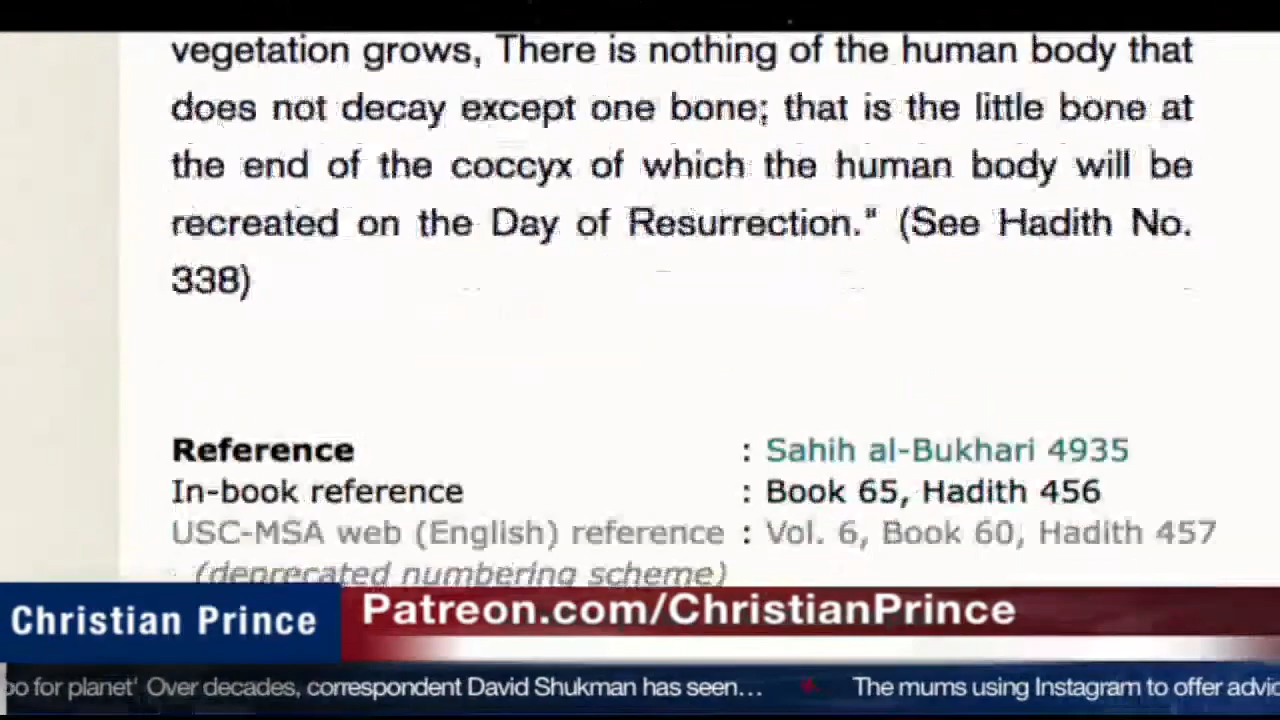 vegetation grows, There is nothing of the human body that
does not decay except one bone; that is the little bone at
the end of the coccyx of which the human body will be
recreated on the Day of Resurrection." (See Hadith No.
338)
Reference : Sahih al-Bukhari 4935
In-book reference : Book 65, Hadith 456
USC-MSA web (English) reference : Vol. 6, Book 60, Hadith 457
(deprecated numbering scheme)
Christian Prince
Patreon.com/ChristianPrince
oo for planet' Over decades, correspondent David Shukman has seen... The mums using Instagram to offer advic